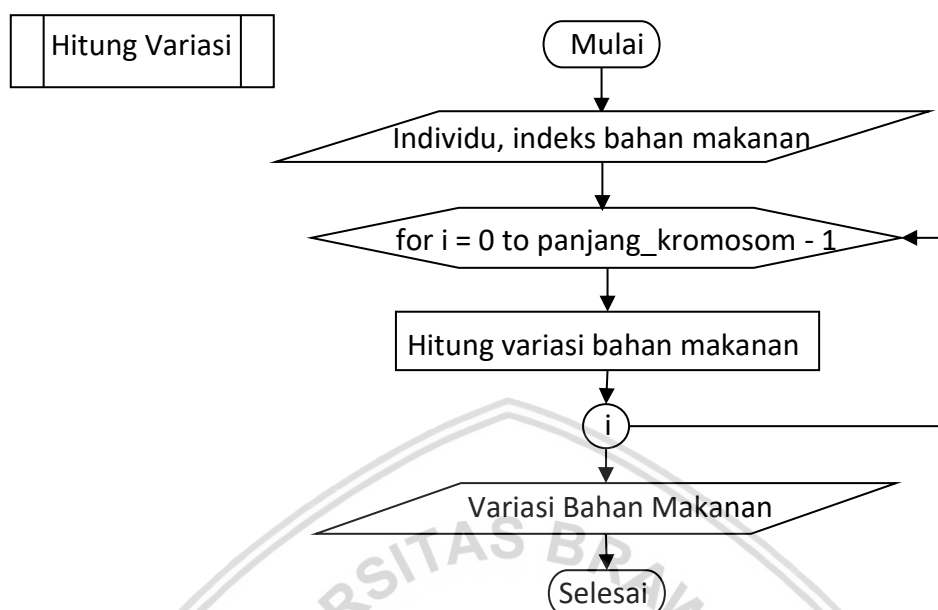 Hitung Variasi
Mulai
Individu, indeks bahan makanan
for i = 0 to panjang_kromosom - 1
Hitung variasi bahan makanan
i
Variasi Bahan Makanan
Selesai